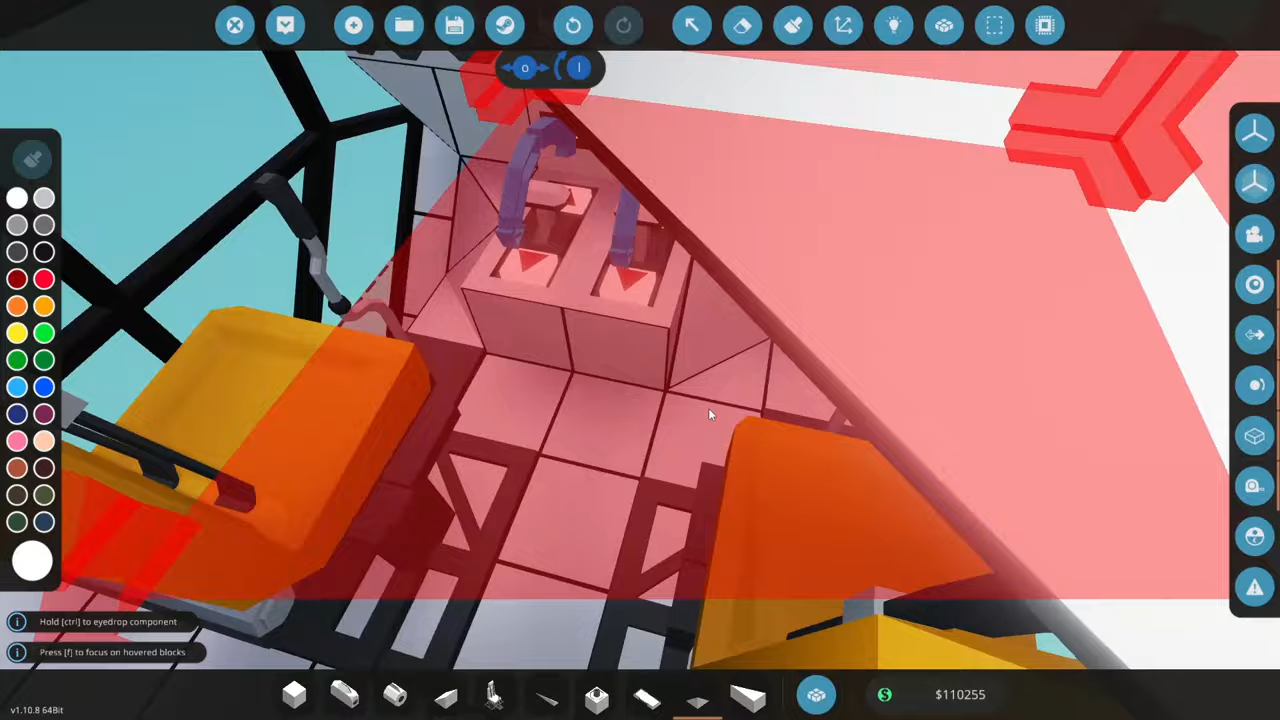 Hold [ctrl] to eyedrop component
Press [f] to focus on hovered blocks
$110255
v1.10.8 64Bit